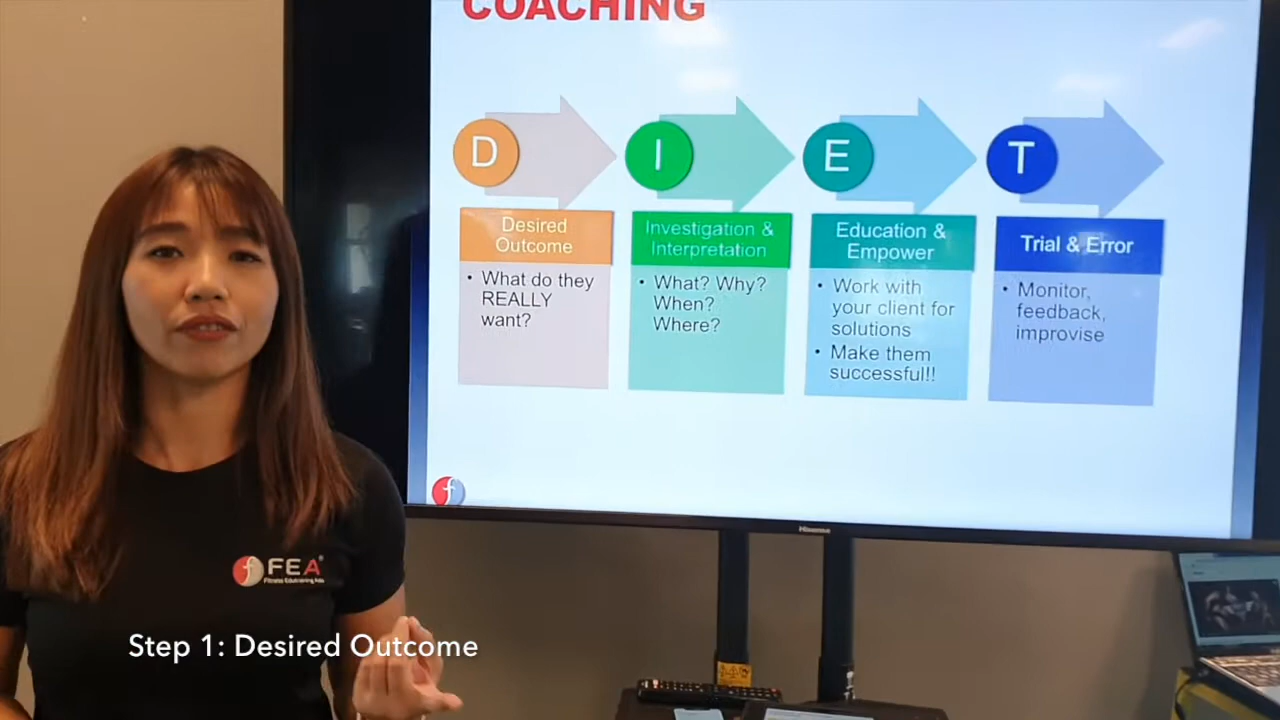 COACHING
D
I
E
T
Desired
Outcome
• What do they
REALLY
want?
Investigation &
Interpretation
• What? Why?
When?
Where?
Education &
Empower
• Work with
your client for
solutions
• Make them
successful!!
Trial & Error
• Monitor,
feedback,
improvise
f
Hisense
f FEA®
Fitness Edutraining Asia
Step 1: Desired Outcome